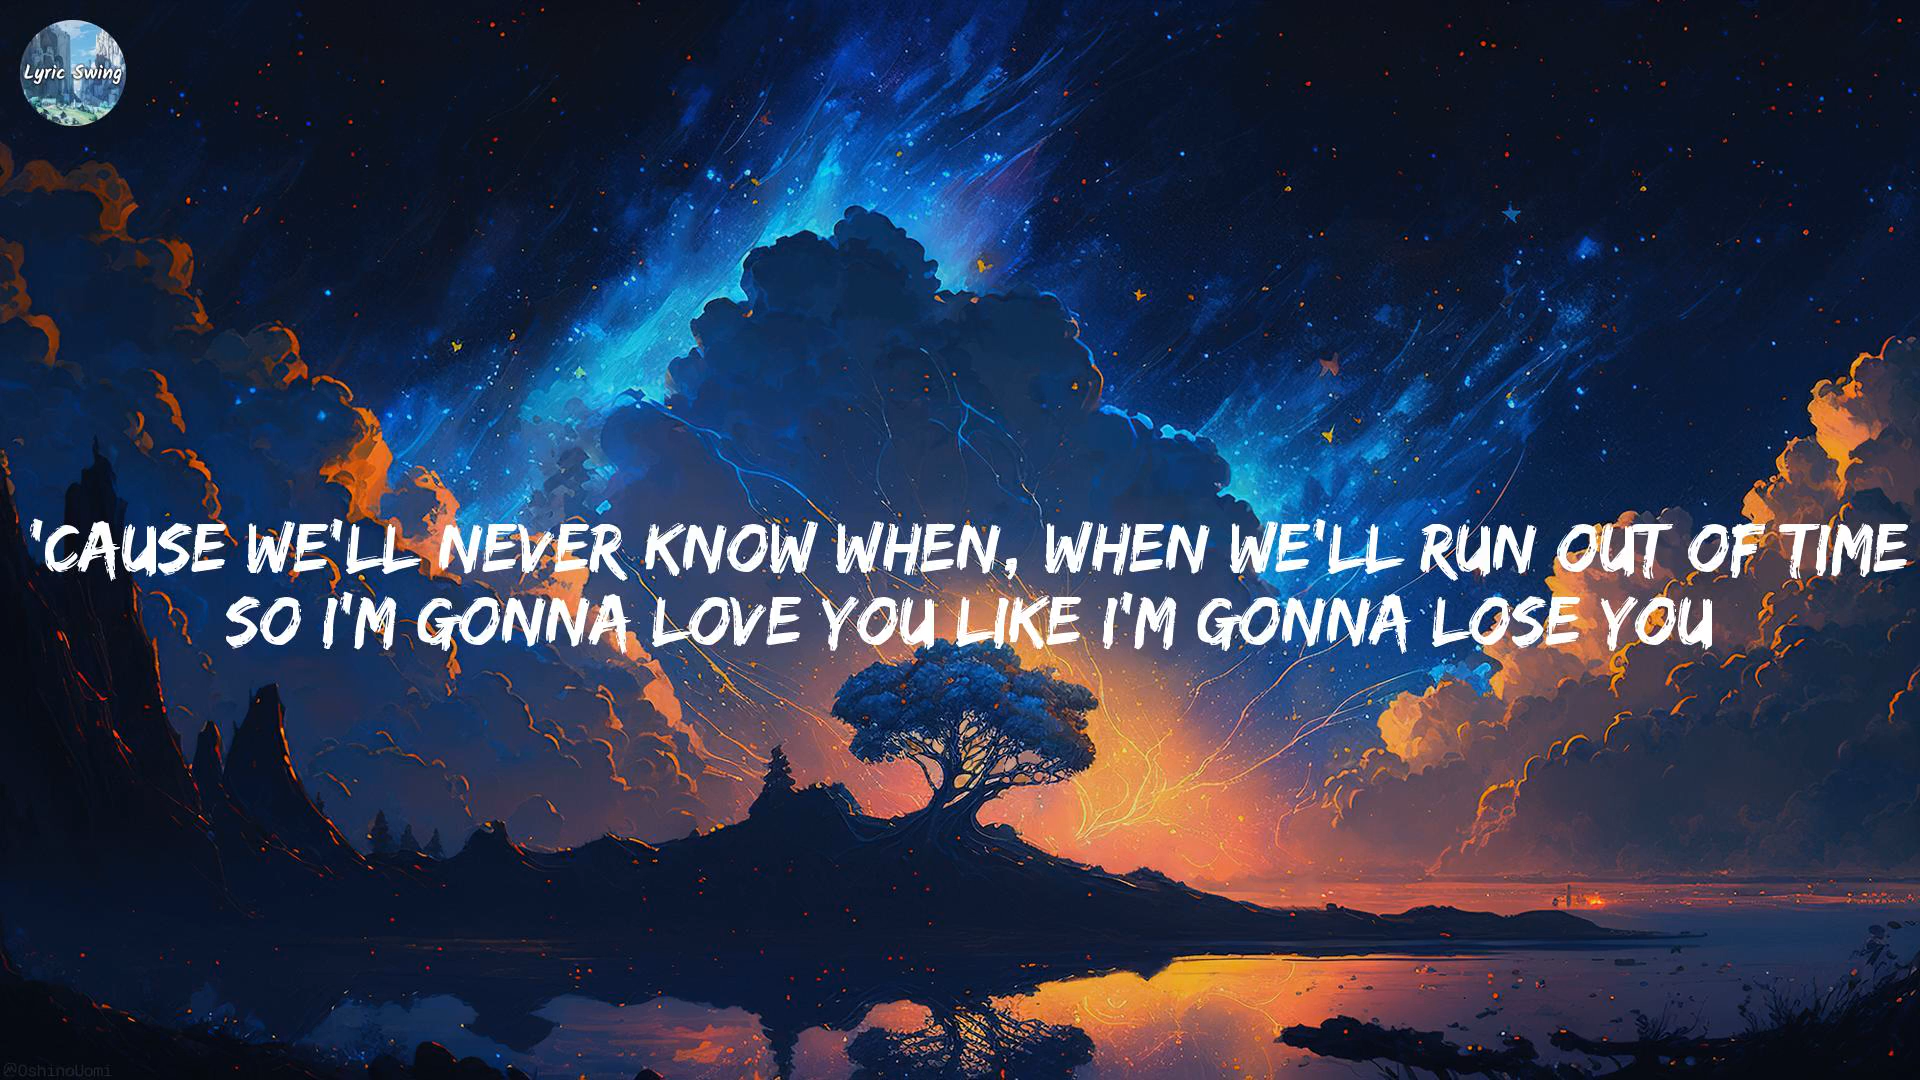 Lyric Swing
'CAUSE WE'LL NEVER KNOW WHEN, WHEN WE'LL RUN OUT OF TIME
SO I'M GONNA LOVE YOU LIKE I'M GONNA LOSE YOU
@OshinoUomi